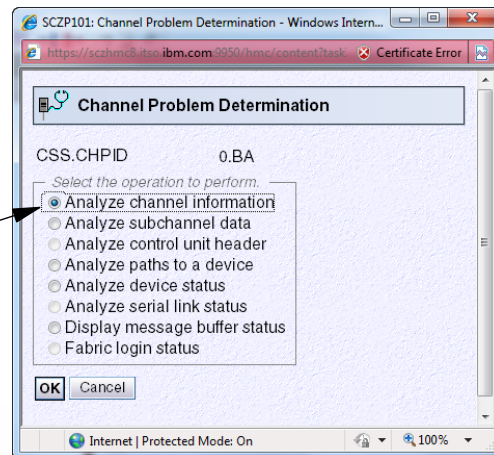 SCZP101: Channel Problem Determination - Windows Intern...
https://sczhmc8.itso.ibm.com:9950/hmc/content?task Certificate Error
Channel Problem Determination
CSS.CHPID 0.BA
Select the operation to perform.
Analyze channel information
Analyze subchannel data
Analyze control unit header
Analyze paths to a device
Analyze device status
Analyze serial link status
Display message buffer status
Fabric login status
OK Cancel
Internet | Protected Mode: On 100%